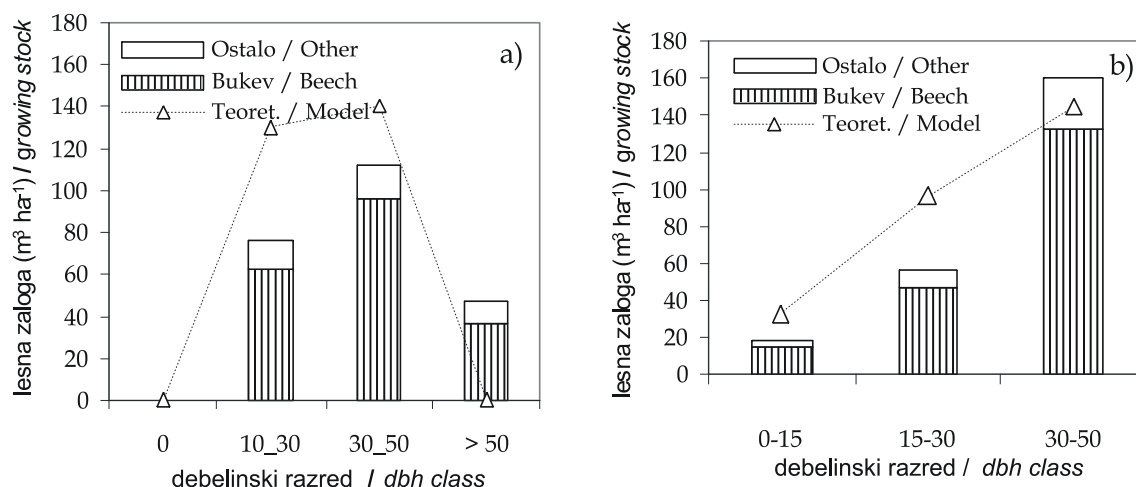 180
160
140
120
100
80
60
40
20
0
lesna zaloga (m³ ha⁻¹) / growing stock
Ostalo / Other
Bukev / Beech
Teoret. / Model
a)
0 10_30 30_50 > 50
debelinski razred / dbh class
180
160
140
120
100
80
60
40
20
0
lesna zaloga (m³ ha⁻¹) / growing stock
Ostalo / Other
Bukev / Beech
Teoret. / Model
b)
0-15 15-30 30-50
debelinski razred / dbh class